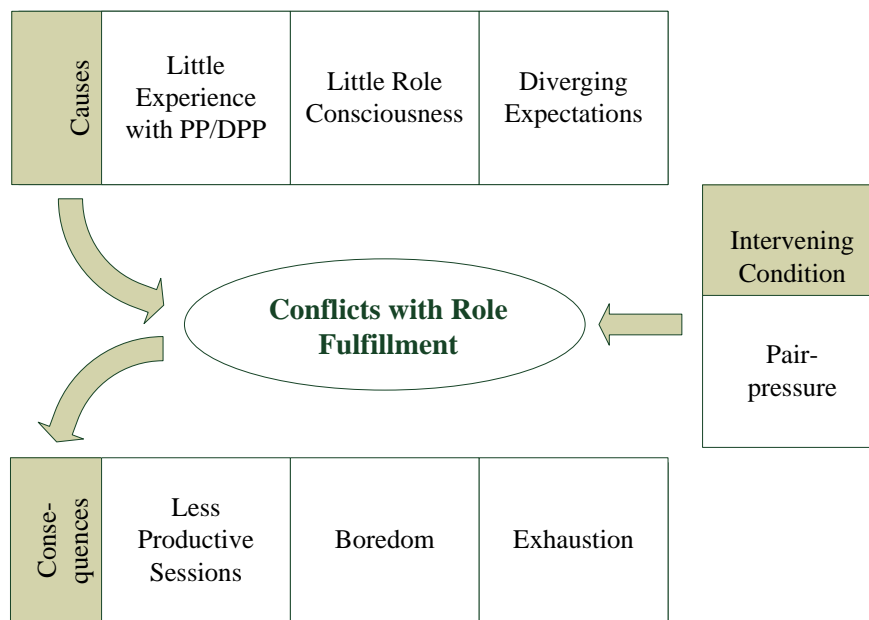 Causes
Little
Experience
with PP/DPP
Little Role
Consciousness
Diverging
Expectations
Intervening
Condition
Pair-
pressure
Conflicts with Role
Fulfillment
Conse-
quences
Less
Productive
Sessions
Boredom
Exhaustion